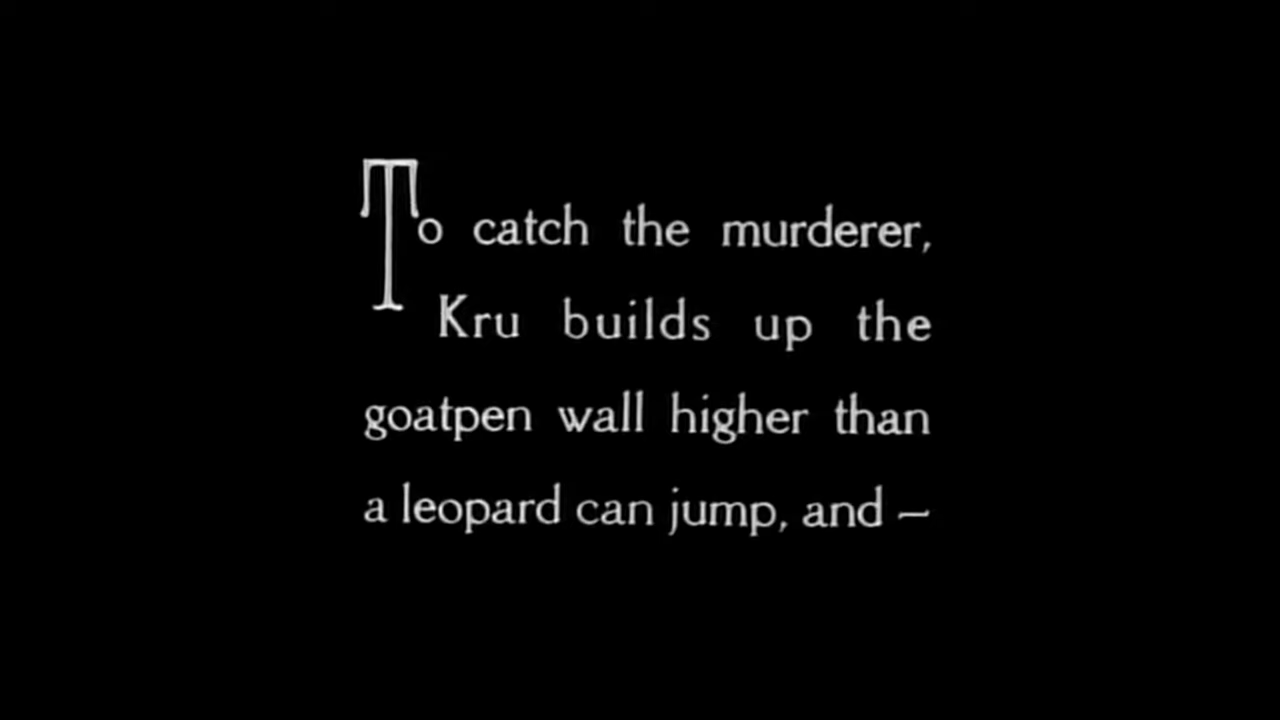 To catch the murderer,
Kru builds up the
goatpen wall higher than
a leopard can jump, and —